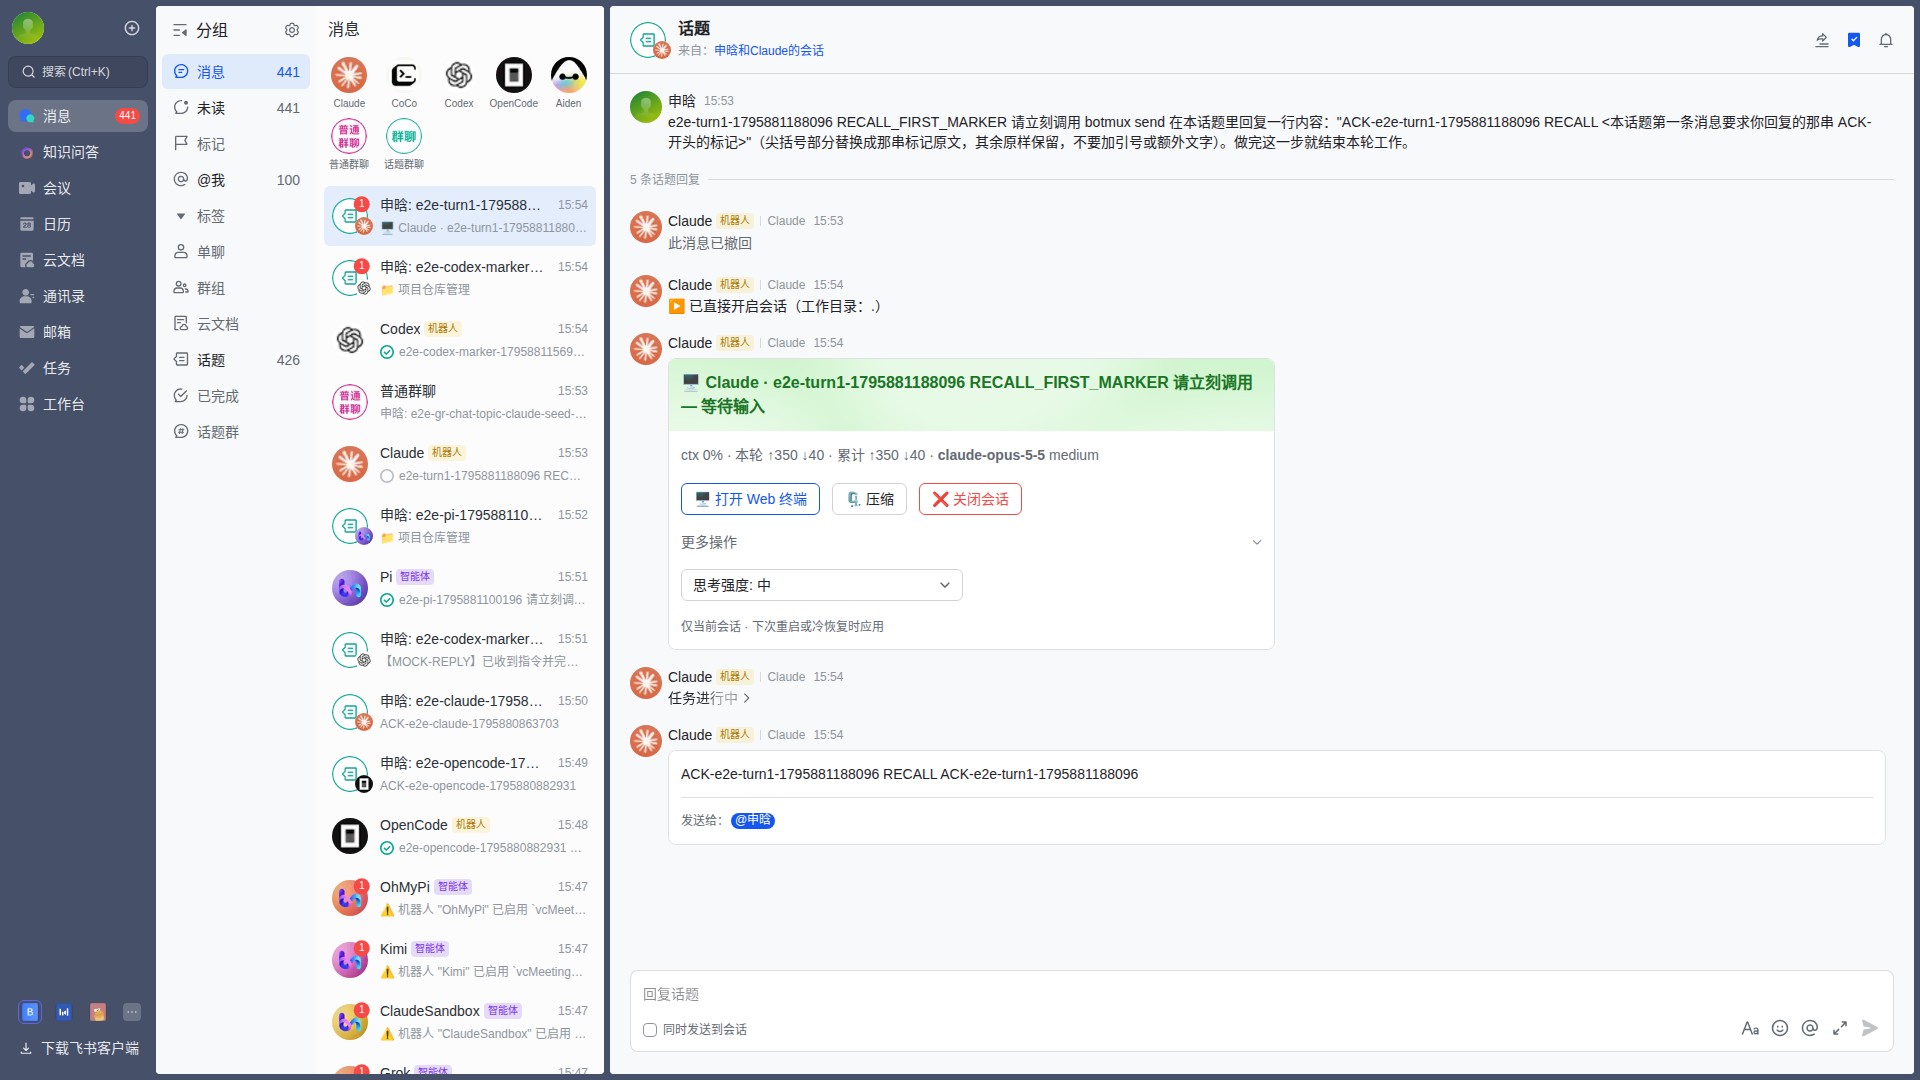 搜索 (Ctrl+K)
消息 441
知识问答
会议
日历
云文档
通讯录
邮箱
任务
工作台
下载飞书客户端
分组
消息 441
未读 441
标记
@我 100
标签
单聊
群组
云文档
话题 426
已完成
话题群
消息
Claude CoCo Codex OpenCode Aiden
普通群聊 群聊
普通群聊 话题群聊
1 申晗: e2e-turn1-179588... 15:54
Claude · e2e-turn1-17958811880...
1 申晗: e2e-codex-marker... 15:54
项目仓库管理
Codex 机器人 15:54
e2e-codex-marker-17958811569...
普通群聊
普通群聊 15:53
申晗: e2e-gr-chat-topic-claude-seed-...
Claude 机器人 15:53
e2e-turn1-1795881188096 REC...
申晗: e2e-pi-179588110... 15:52
项目仓库管理
Pi 智能体 15:51
e2e-pi-1795881100196 请立刻调...
申晗: e2e-codex-marker... 15:51
【MOCK-REPLY】已收到指令并完...
申晗: e2e-claude-17958... 15:50
ACK-e2e-claude-1795880863703
申晗: e2e-opencode-17... 15:49
ACK-e2e-opencode-1795880882931
OpenCode 机器人 15:48
e2e-opencode-1795880882931 ...
1 OhMyPi 智能体 15:47
机器人 "OhMyPi" 已启用 `vcMeet...
1 Kimi 智能体 15:47
机器人 "Kimi" 已启用 `vcMeeting...
1 ClaudeSandbox 智能体 15:47
机器人 "ClaudeSandbox" 已启用 ...
1 Grok 智能体 15:47
话题
来自：申晗和Claude的会话
申晗 15:53
e2e-turn1-1795881188096 RECALL_FIRST_MARKER 请立刻调用 botmux send 在本话题里回复一行内容："ACK-e2e-turn1-1795881188096 RECALL <本话题第一条消息要求你回复的那串 ACK-
开头的标记>"（尖括号部分替换成那串标记原文，其余原样保留，不要加引号或额外文字）。做完这一步就结束本轮工作。
5 条话题回复
Claude 机器人 Claude 15:53
此消息已撤回
Claude 机器人 Claude 15:54
已直接开启会话（工作目录：.）
Claude 机器人 Claude 15:54
Claude · e2e-turn1-1795881188096 RECALL_FIRST_MARKER 请立刻调用
— 等待输入
ctx 0% · 本轮 ↑350 ↓40 · 累计 ↑350 ↓40 · claude-opus-5-5 medium
打开 Web 终端 压缩 关闭会话
更多操作
思考强度: 中
仅当前会话 · 下次重启或冷恢复时应用
Claude 机器人 Claude 15:54
任务进行中
Claude 机器人 Claude 15:54
ACK-e2e-turn1-1795881188096 RECALL ACK-e2e-turn1-1795881188096
发送给：@申晗
回复话题
同时发送到会话